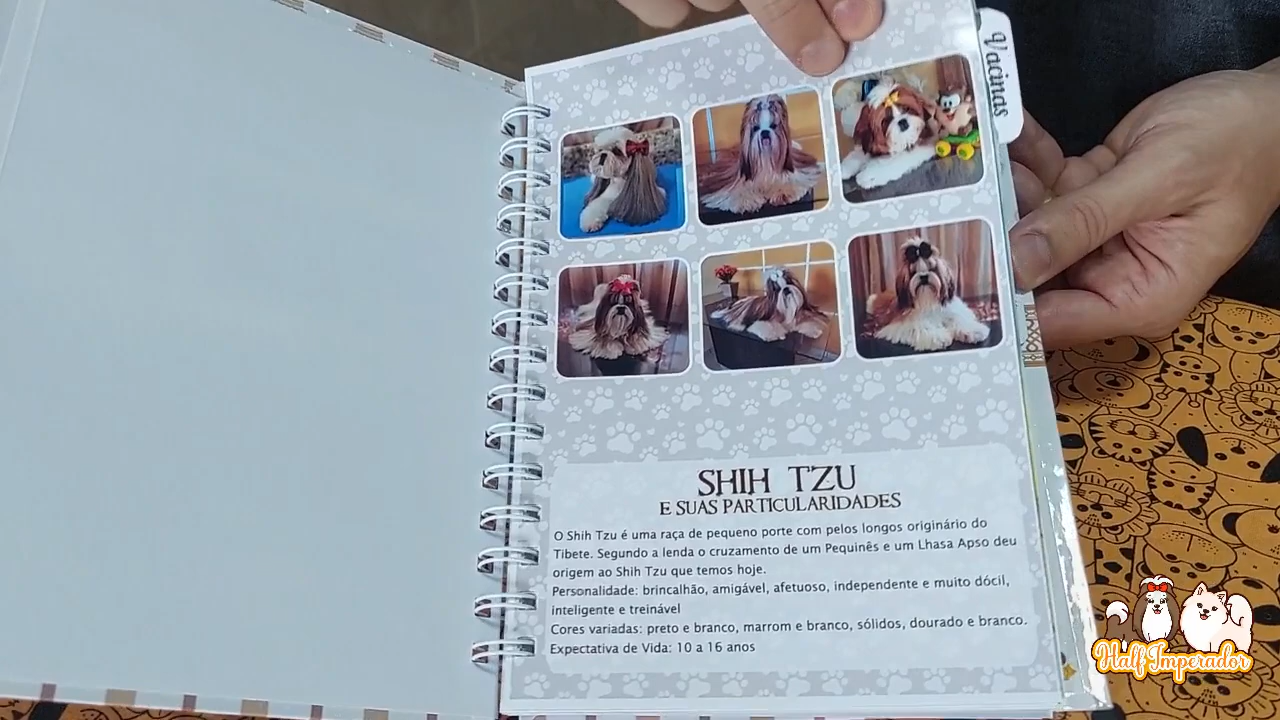 Vacinas
SHIH TZU
E SUAS PARTICULARIDADES
O Shih Tzu é uma raça de pequeno porte com pelos longos originário do
Tibete. Segundo a lenda o cruzamento de um Pequinês e um Lhasa Apso deu
origem ao Shih Tzu que temos hoje.
Personalidade: brincalhão, amigável, afetuoso, independente e muito dócil,
inteligente e treinável
Cores variadas: preto e branco, marrom e branco, sólidos, dourado e branco.
Expectativa de Vida: 10 a 16 anos
Half Imperador